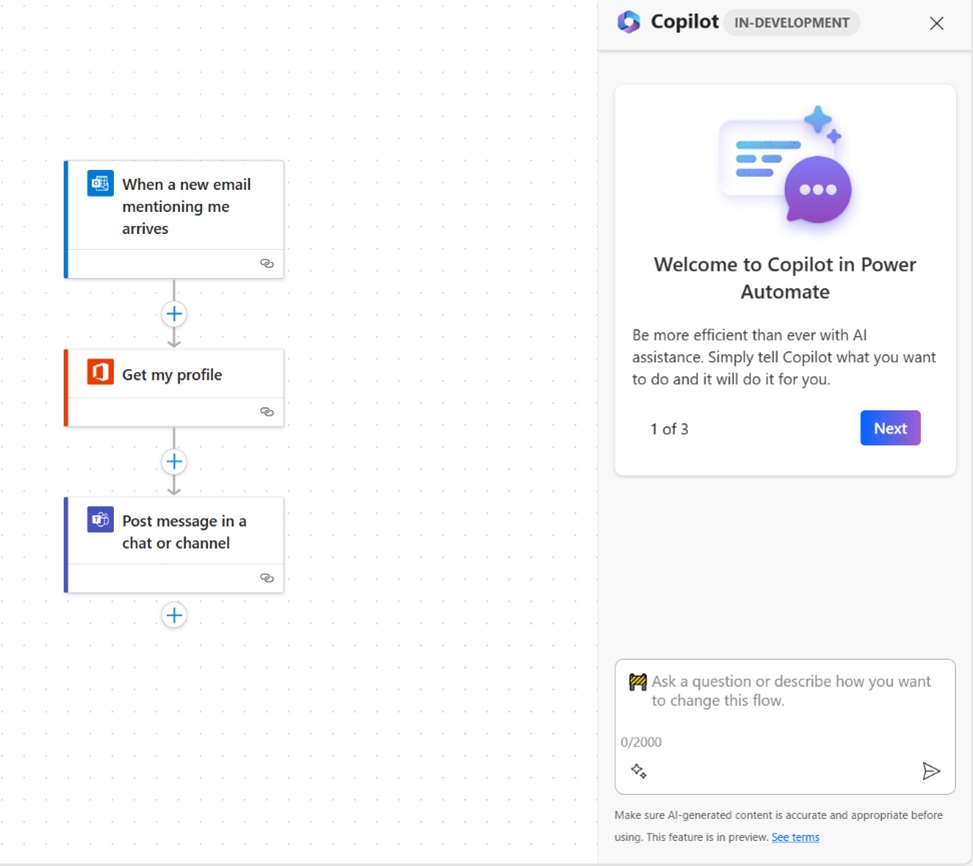 Copilot IN-DEVELOPMENT
When a new email
mentioning me
arrives
Get my profile
Post message in a
chat or channel
Welcome to Copilot in Power
Automate
Be more efficient than ever with AI
assistance. Simply tell Copilot what you want
to do and it will do it for you.
1 of 3
Next
Ask a question or describe how you want
to change this flow.
0/2000
Make sure AI-generated content is accurate and appropriate before
using. This feature is in preview. See terms